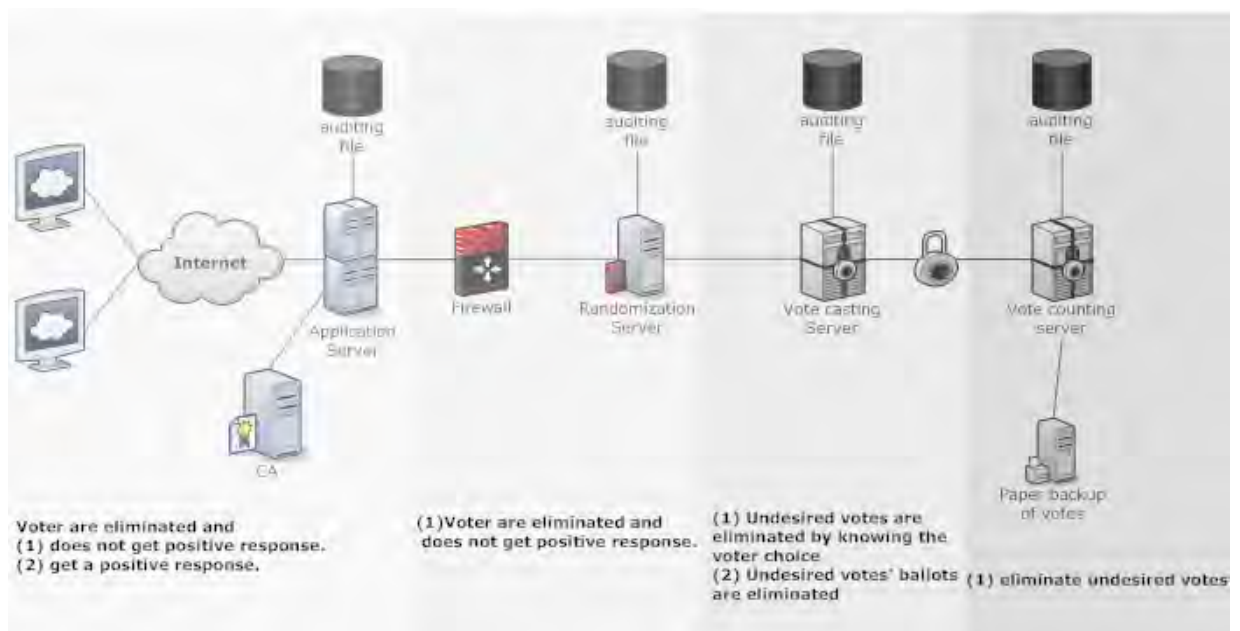 auditing
file
auditing
file
auditing
file
auditing
file
Internet
Application
Server
Firewall
Randomization
Server
Vote casting
Server
Vote counting
server
CA
Paper backup
of votes
Voter are eliminated and
(1) does not get positive response.
(2) get a positive response.
(1)Voter are eliminated and
does not get positive response.
(1) Undesired votes are
eliminated by knowing the
voter choice
(2) Undesired votes' ballots
are eliminated
(1) eliminate undesired votes